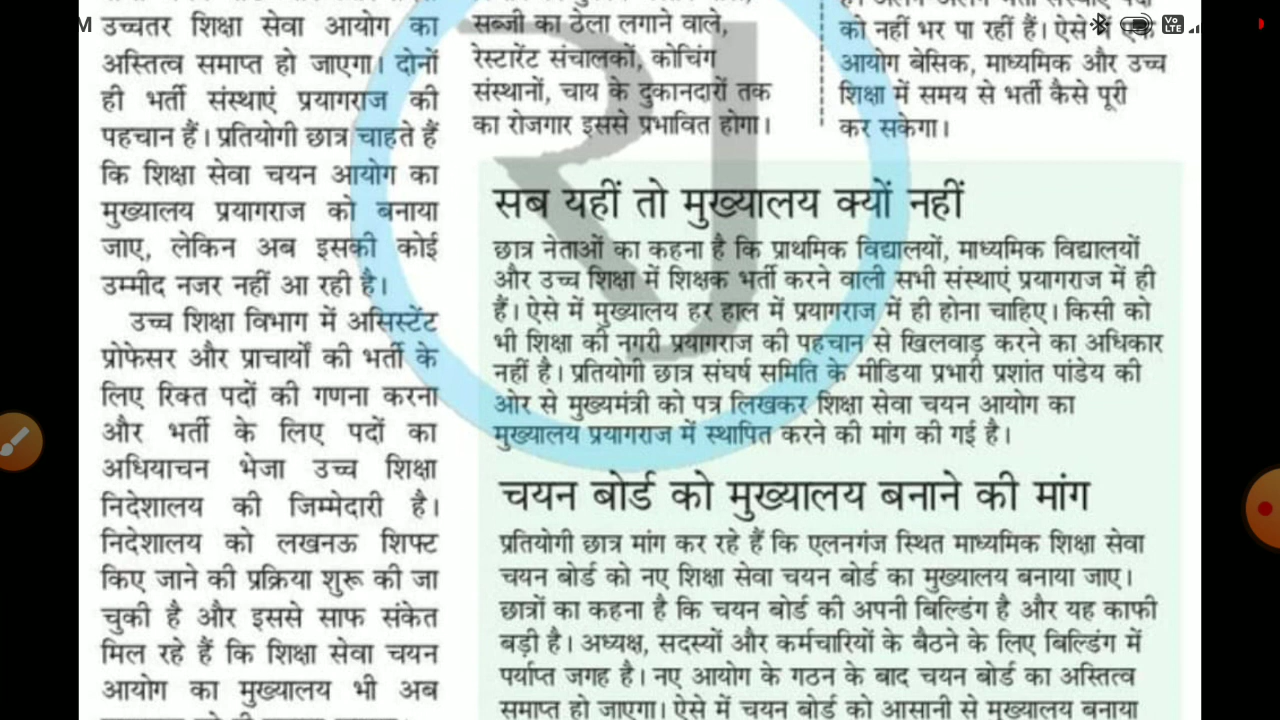 M
उच्चतर शिक्षा सेवा आयोग का
अस्तित्व समाप्त हो जाएगा। दोनों
ही भर्ती संस्थाएं प्रयागराज की
पहचान हैं। प्रतियोगी छात्र चाहते हैं
कि शिक्षा सेवा चयन आयोग का
मुख्यालय प्रयागराज को बनाया
जाए, लेकिन अब इसकी कोई
उम्मीद नजर नहीं आ रही है।
उच्च शिक्षा विभाग में असिस्टेंट
प्रोफेसर और प्राचार्यों की भर्ती के
लिए रिक्त पदों की गणना करना
और भर्ती के लिए पदों का
अधियाचन भेजा उच्च शिक्षा
निदेशालय की जिम्मेदारी है।
निदेशालय को लखनऊ शिफ्ट
किए जाने की प्रक्रिया शुरू की जा
चुकी है और इससे साफ संकेत
मिल रहे हैं कि शिक्षा सेवा चयन
आयोग का मुख्यालय भी अब
सब्जी का ठेला लगाने वाले,
रेस्टारेंट संचालकों, कोचिंग
संस्थानों, चाय के दुकानदारों तक
का रोजगार इससे प्रभावित होगा।
को नहीं भर पा रहीं हैं। ऐसे में एक
आयोग बेसिक, माध्यमिक और उच्च
शिक्षा में समय से भर्ती कैसे पूरी
कर सकेगा।
Vo
LTE
रा
सब यहीं तो मुख्यालय क्यों नहीं
छात्र नेताओं का कहना है कि प्राथमिक विद्यालयों, माध्यमिक विद्यालयों
और उच्च शिक्षा में शिक्षक भर्ती करने वाली सभी संस्थाएं प्रयागराज में ही
हैं। ऐसे में मुख्यालय हर हाल में प्रयागराज में ही होना चाहिए। किसी को
भी शिक्षा की नगरी प्रयागराज की पहचान से खिलवाड़ करने का अधिकार
नहीं है। प्रतियोगी छात्र संघर्ष समिति के मीडिया प्रभारी प्रशांत पांडेय की
ओर से मुख्यमंत्री को पत्र लिखकर शिक्षा सेवा चयन आयोग का
मुख्यालय प्रयागराज में स्थापित करने की मांग की गई है।
चयन बोर्ड को मुख्यालय बनाने की मांग
प्रतियोगी छात्र मांग कर रहे हैं कि एलनगंज स्थित माध्यमिक शिक्षा सेवा
चयन बोर्ड को नए शिक्षा सेवा चयन बोर्ड का मुख्यालय बनाया जाए।
छात्रों का कहना है कि चयन बोर्ड की अपनी बिल्डिंग है और यह काफी
बड़ी है। अध्यक्ष, सदस्यों और कर्मचारियों के बैठने के लिए बिल्डिंग में
पर्याप्त जगह है। नए आयोग के गठन के बाद चयन बोर्ड का अस्तित्व
समाप्त हो जाएगा। ऐसे में चयन बोर्ड को आसानी से मुख्यालय बनाया